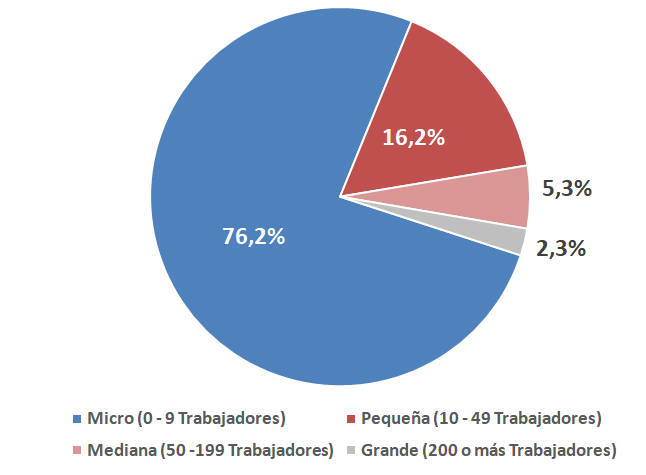 16,2%
5,3%
76,2%
2,3%
Micro (0 - 9 Trabajadores)
Pequeña (10 - 49 Trabajadores)
Mediana (50 -199 Trabajadores)
Grande (200 o más Trabajadores)